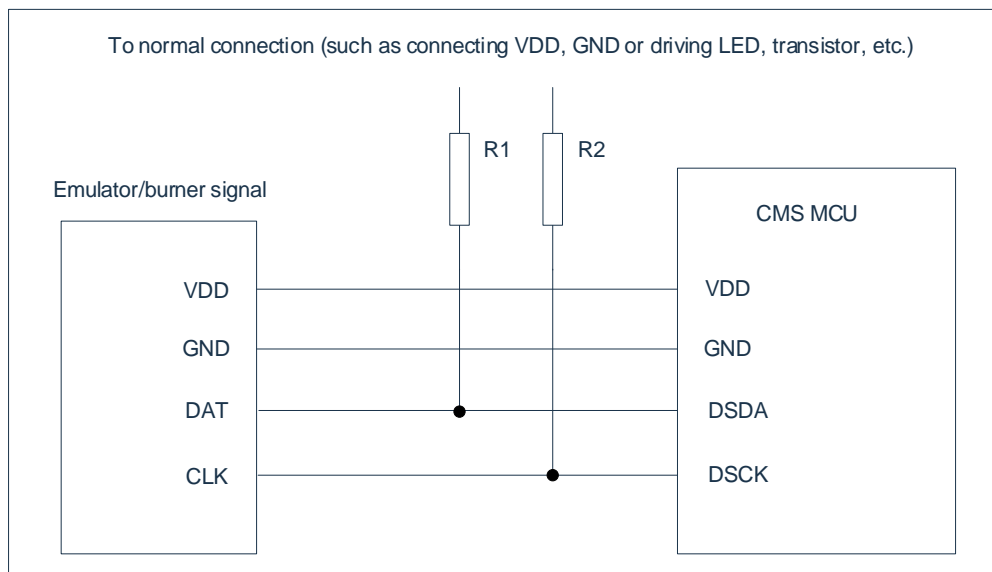 To normal connection (such as connecting VDD, GND or driving LED, transistor, etc.)
R1
R2
Emulator/burner signal
CMS MCU
VDD
VDD
GND
GND
DAT
DSDA
CLK
DSCK